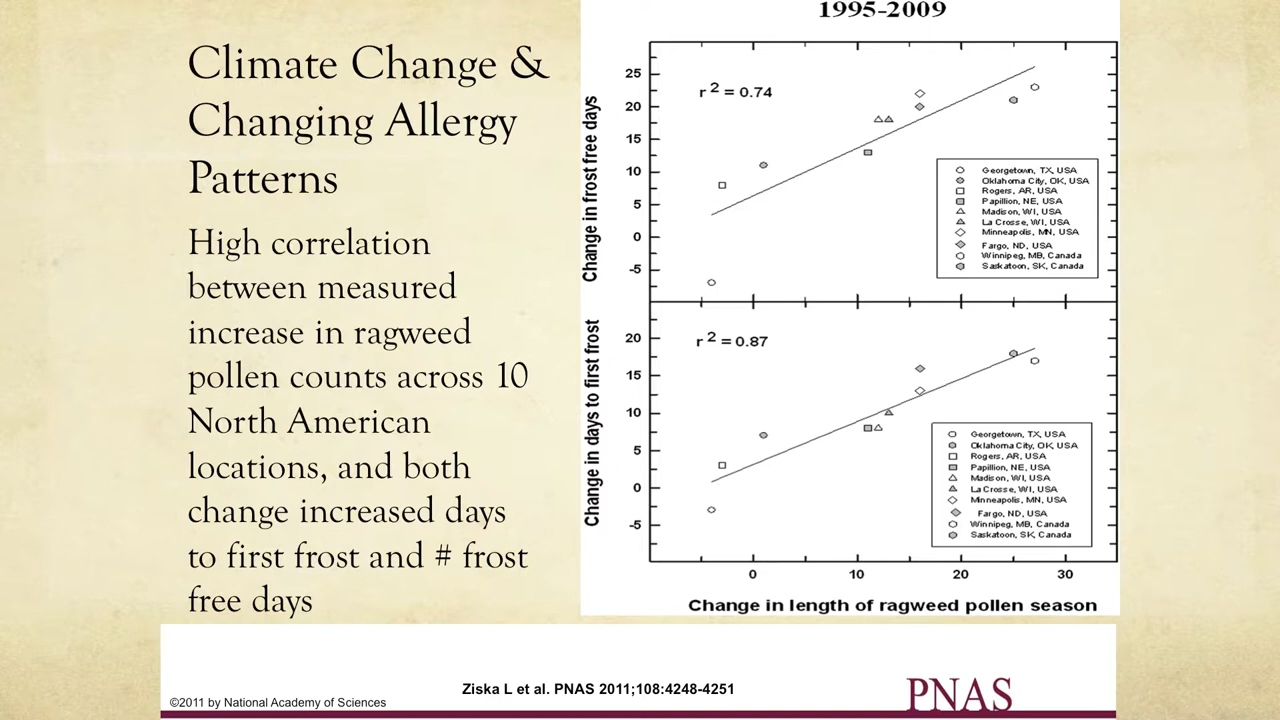 Climate Change &
Changing Allergy
Patterns
High correlation
between measured
increase in ragweed
pollen counts across 10
North American
locations, and both
change increased days
to first frost and # frost
free days
1995-2009
Change in frost free days
25
20
15
10
5
0
-5
r 2 = 0.74
Georgetown, TX, USA
Oklahoma City, OK, USA
Rogers, AR, USA
Papillion, NE, USA
Madison, WI, USA
La Crosse, WI, USA
Minneapolis, MN, USA
Fargo, ND, USA
Winnipeg, MB, Canada
Saskatoon, SK, Canada
Change in days to first frost
20
15
10
5
0
-5
r 2 = 0.87
Georgetown, TX, USA
Oklahoma City, OK, USA
Rogers, AR, USA
Papillion, NE, USA
Madison, WI, USA
La Crosse, WI, USA
Minneapolis, MN, USA
Fargo, ND, USA
Winnipeg, MB, Canada
Saskatoon, SK, Canada
0 10 20 30
Change in length of ragweed pollen season
Ziska L et al. PNAS 2011;108:4248-4251
©2011 by National Academy of Sciences
PNAS